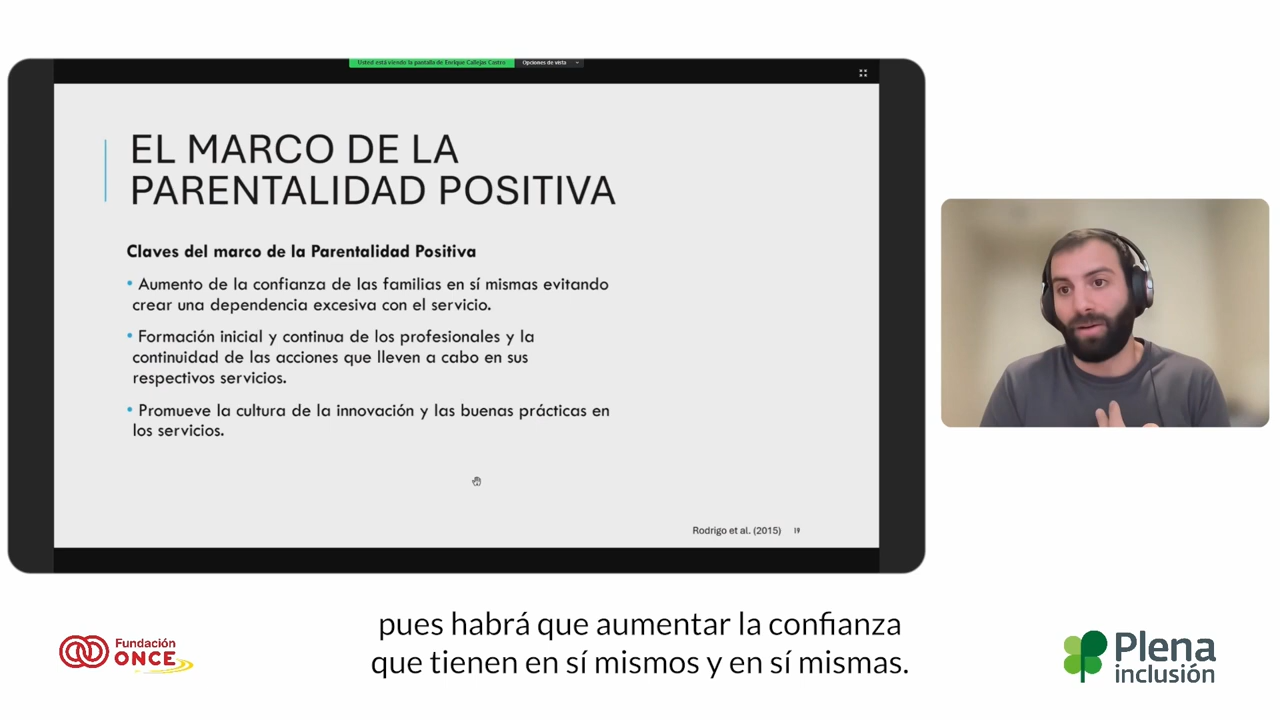 Usted está viendo la pantalla de Enrique Callejas Castro
Opciones de vista
EL MARCO DE LA
PARENTALIDAD POSITIVA
Claves del marco de la Parentalidad Positiva
• Aumento de la confianza de las familias en sí mismas evitando
crear una dependencia excesiva con el servicio.
• Formación inicial y continua de los profesionales y la
continuidad de las acciones que lleven a cabo en sus
respectivos servicios.
• Promueve la cultura de la innovación y las buenas prácticas en
los servicios.
Rodrigo et al. (2015) 19
pues habrá que aumentar la confianza
que tienen en sí mismos y en sí mismas.
Fundación
ONCE
Plena
inclusión